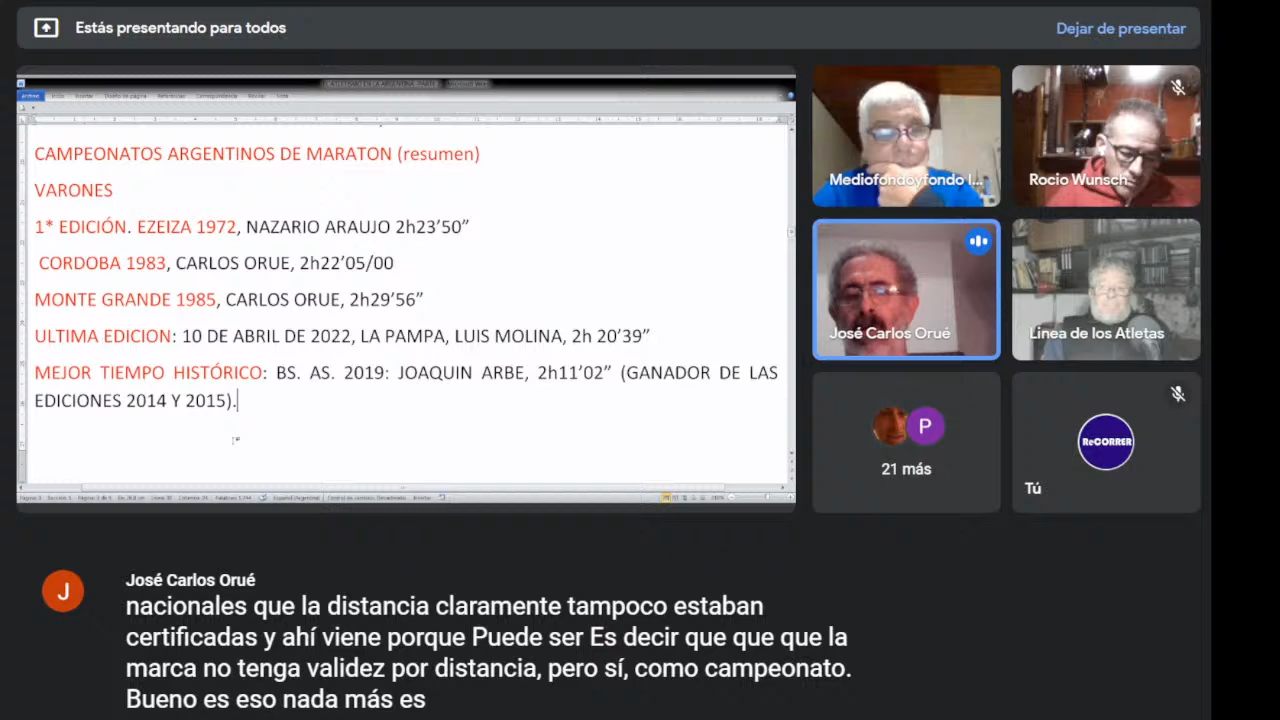 Estás presentando para todos
Dejar de presentar
CAMPEONATOS ARGENTINOS DE MARATON (resumen)
VARONES
1* EDICIÓN. EZEIZA 1972, NAZARIO ARAUJO 2h23’50”
CORDOBA 1983, CARLOS ORUE, 2h22’05/00
MONTE GRANDE 1985, CARLOS ORUE, 2h29’56”
ULTIMA EDICION: 10 DE ABRIL DE 2022, LA PAMPA, LUIS MOLINA, 2h 20’39”
MEJOR TIEMPO HISTÓRICO: BS. AS. 2019: JOAQUIN ARBE, 2h11’02” (GANADOR DE LAS
EDICIONES 2014 Y 2015).
Mediofondoyfondo I...
Rocio Wunsch
José Carlos Orué
Linea de los Atletas
P
21 más
ReCORRER
Tú
J
José Carlos Orué
nacionales que la distancia claramente tampoco estaban
certificadas y ahí viene porque Puede ser Es decir que que que la
marca no tenga validez por distancia, pero sí, como campeonato.
Bueno es eso nada más es